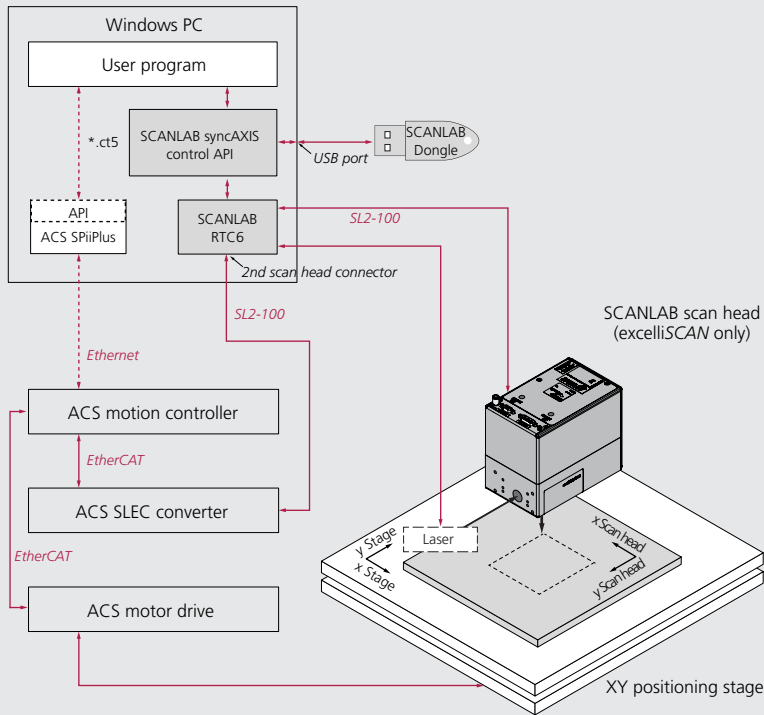 Windows PC
User program
*.ct5
SCANLAB syncAXIS
control API
USB port
SCANLAB
Dongle
API
ACS SPiiPlus
SCANLAB
RTC6
SL2-100
2nd scan head connector
SL2-100
SCANLAB scan head
(excelliSCAN only)
Ethernet
ACS motion controller
EtherCAT
ACS SLEC converter
EtherCAT
ACS motor drive
Laser
y Stage
x Stage
x Scan head
y Scan head
XY positioning stage